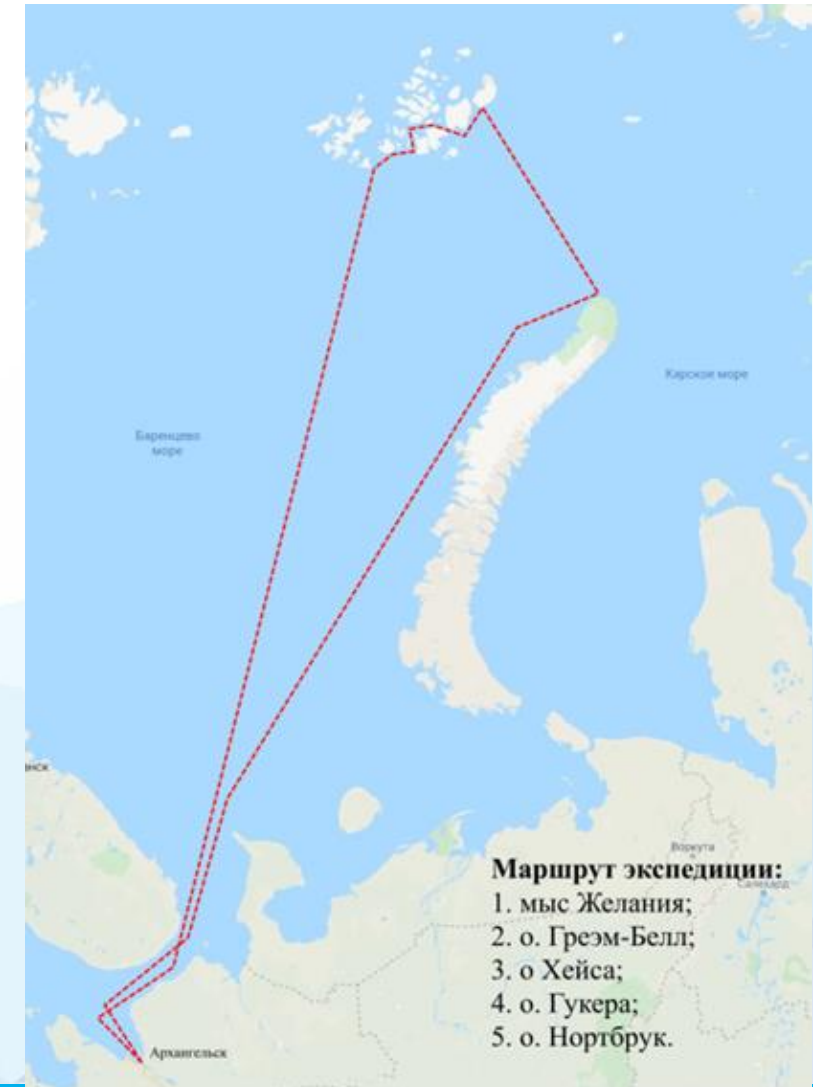 Карское море
Баренцево
море
нск
Воркута
Маршрут экспедиции:
Салехард
1. мыс Желания;
2. о. Греэм-Белл;
3. о Хейса;
4. о. Гукера;
5. о. Нортбрук.
Архангельск